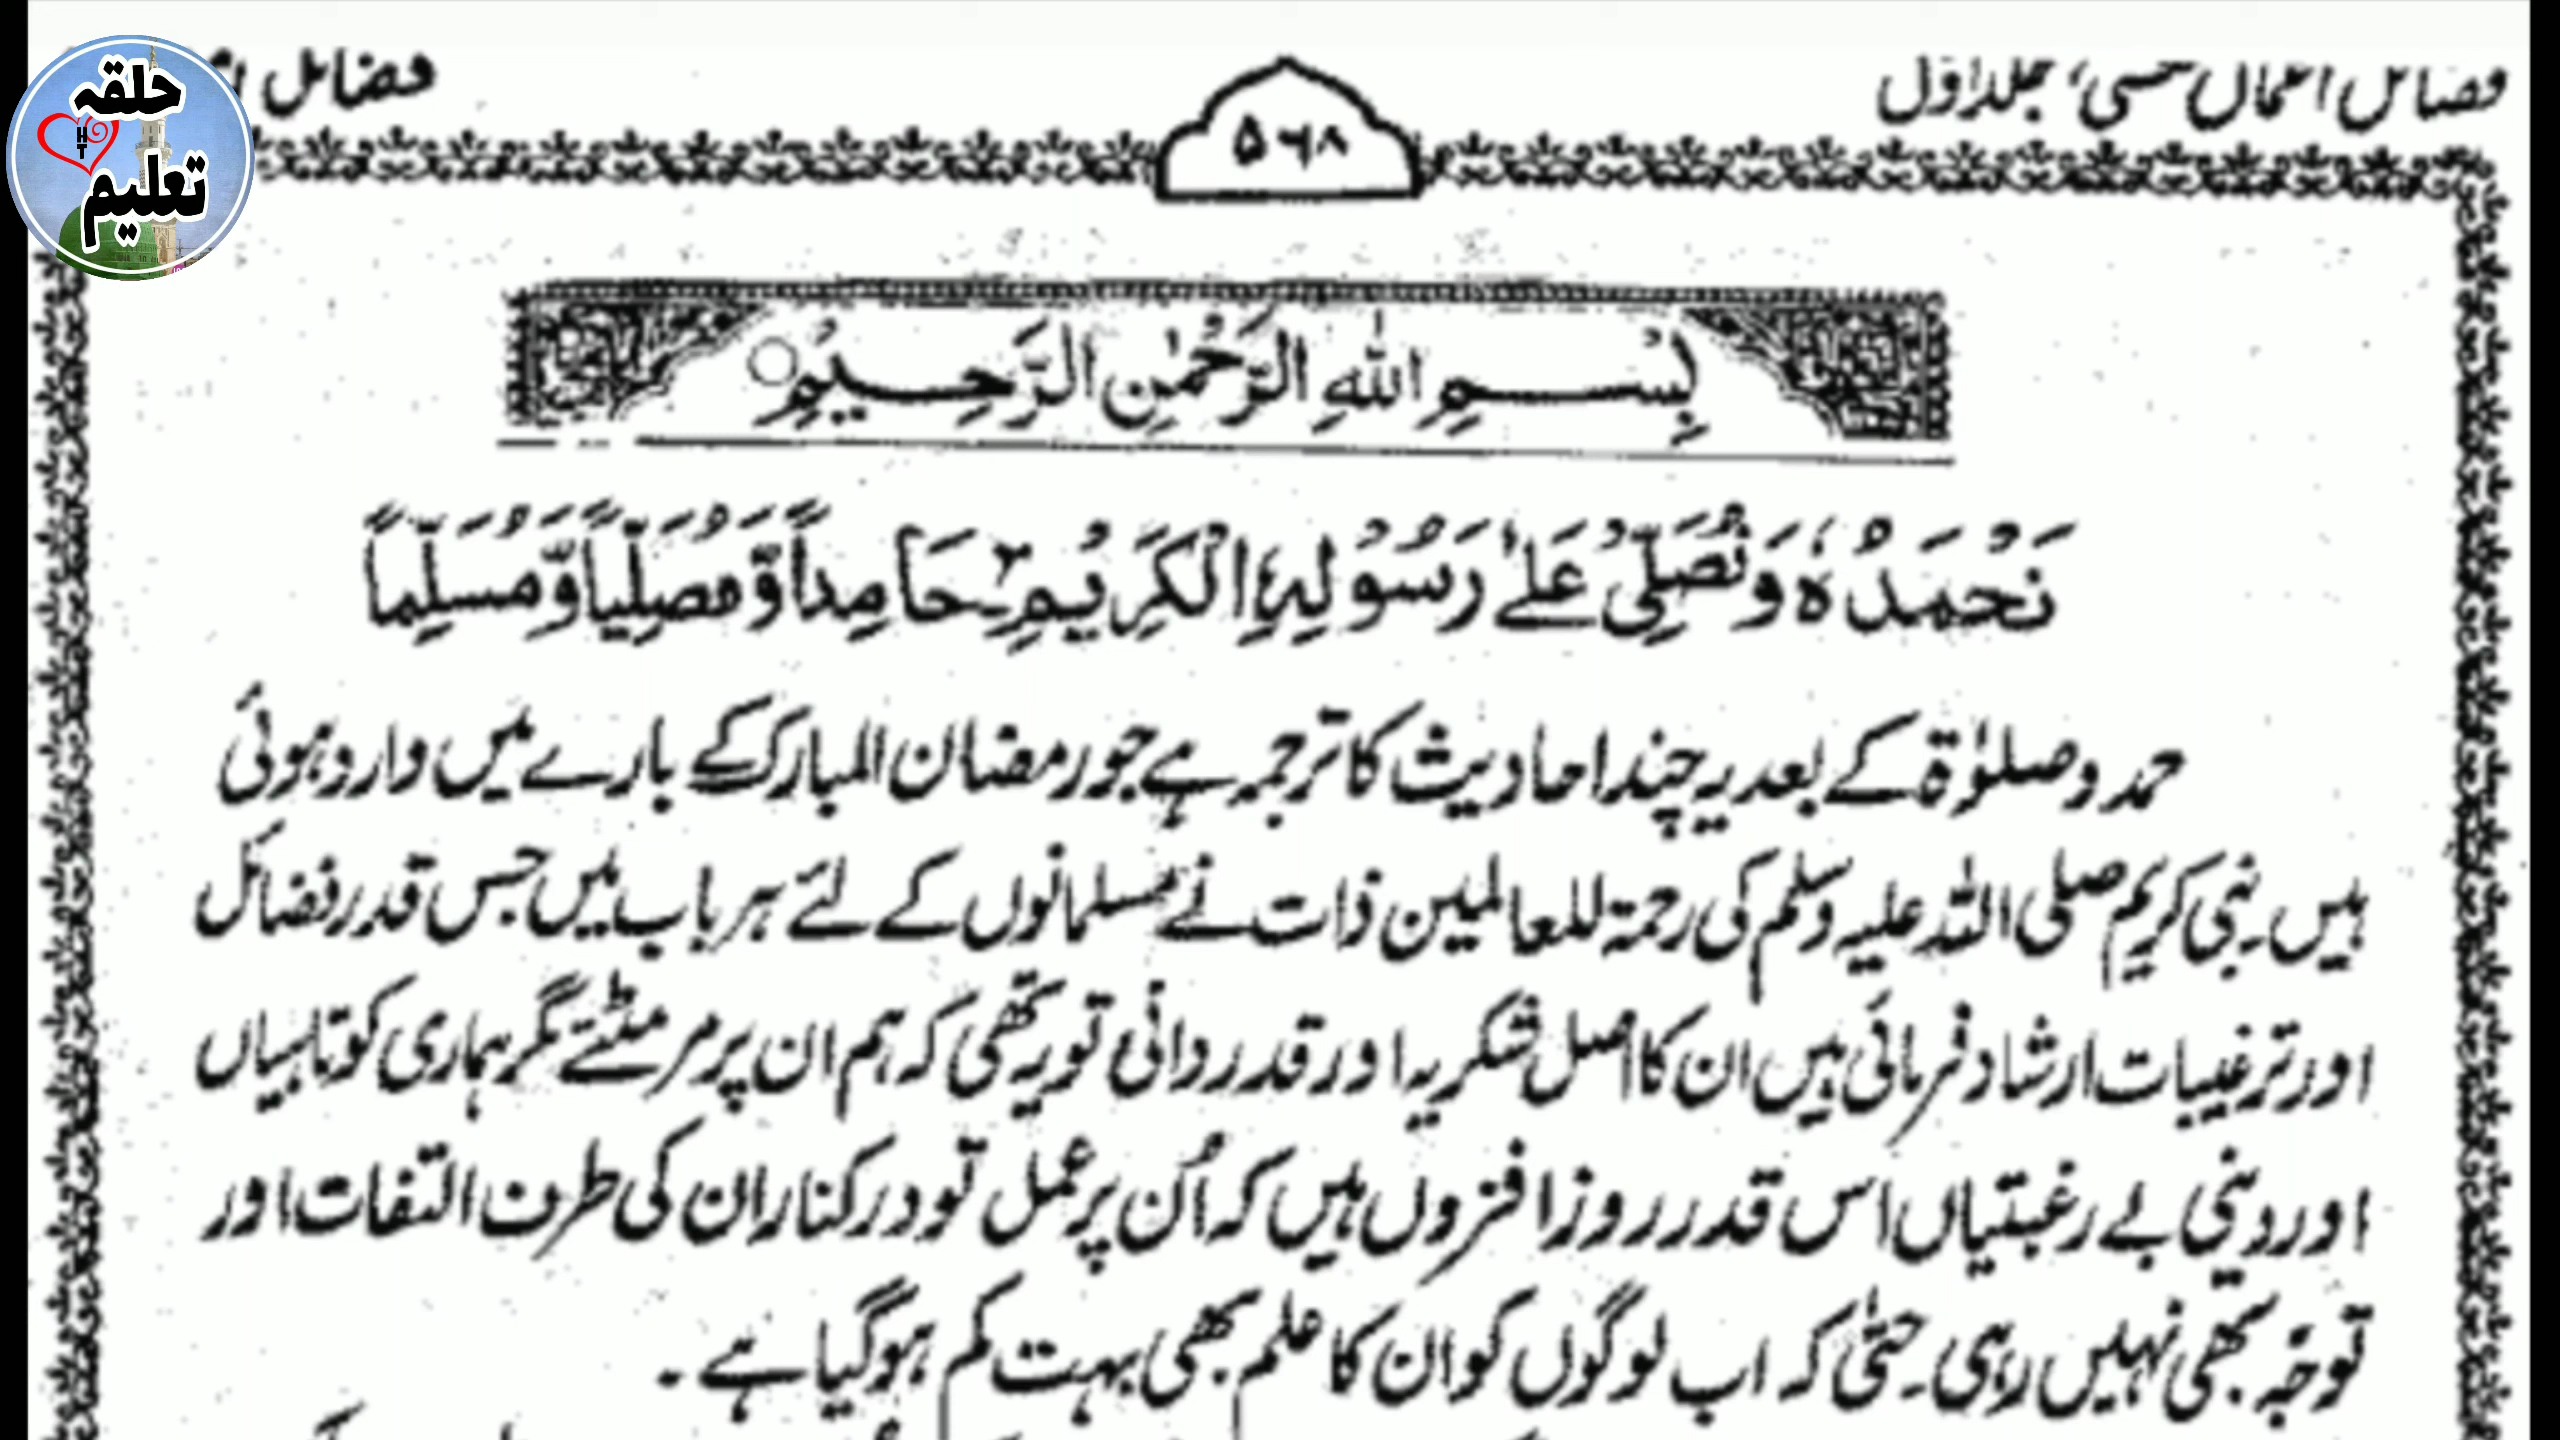 فضائل اعمال عکسی، جلد اول
۵۶۸
فضائل
حلقہ
HT
تعلیم
بِسْمِ اللّٰهِ الرَّحْمٰنِ الرَّحِیْمِ○
نَحْمَدُہٗ وَنُصَلِّیْ عَلٰے رَسُوْلِہِ الْکَرِیْمِ حَامِدًا وَّمُصَلِّیًا وَّمُسَلِّمًا
حمد و صلوٰۃ کے بعد یہ چند احادیث کا ترجمہ ہے جو رمضان المبارک کے بارے میں وارد ہوئی
ہیں۔ نبی کریم صلی اللہ علیہ وسلم کی رحمۃ للعالمین ذات نے مسلمانوں کے لئے ہر باب میں جس قدر فضائل
اور ترغیبات ارشاد فرمائی ہیں ان کا اصل شکریہ اور قدر دانی تو یہ تھی کہ ہم ان پر مر مٹتے مگر ہماری کوتاہیاں
اور دینی بے رغبتیاں اس قدر روز افزوں ہیں کہ اُن پر عمل تو درکنار ان کی طرف التفات اور
توجّہ بھی نہیں رہی۔ حتیٰ کہ اب لوگوں کو ان کا علم بھی بہت کم ہوگیا ہے ۔